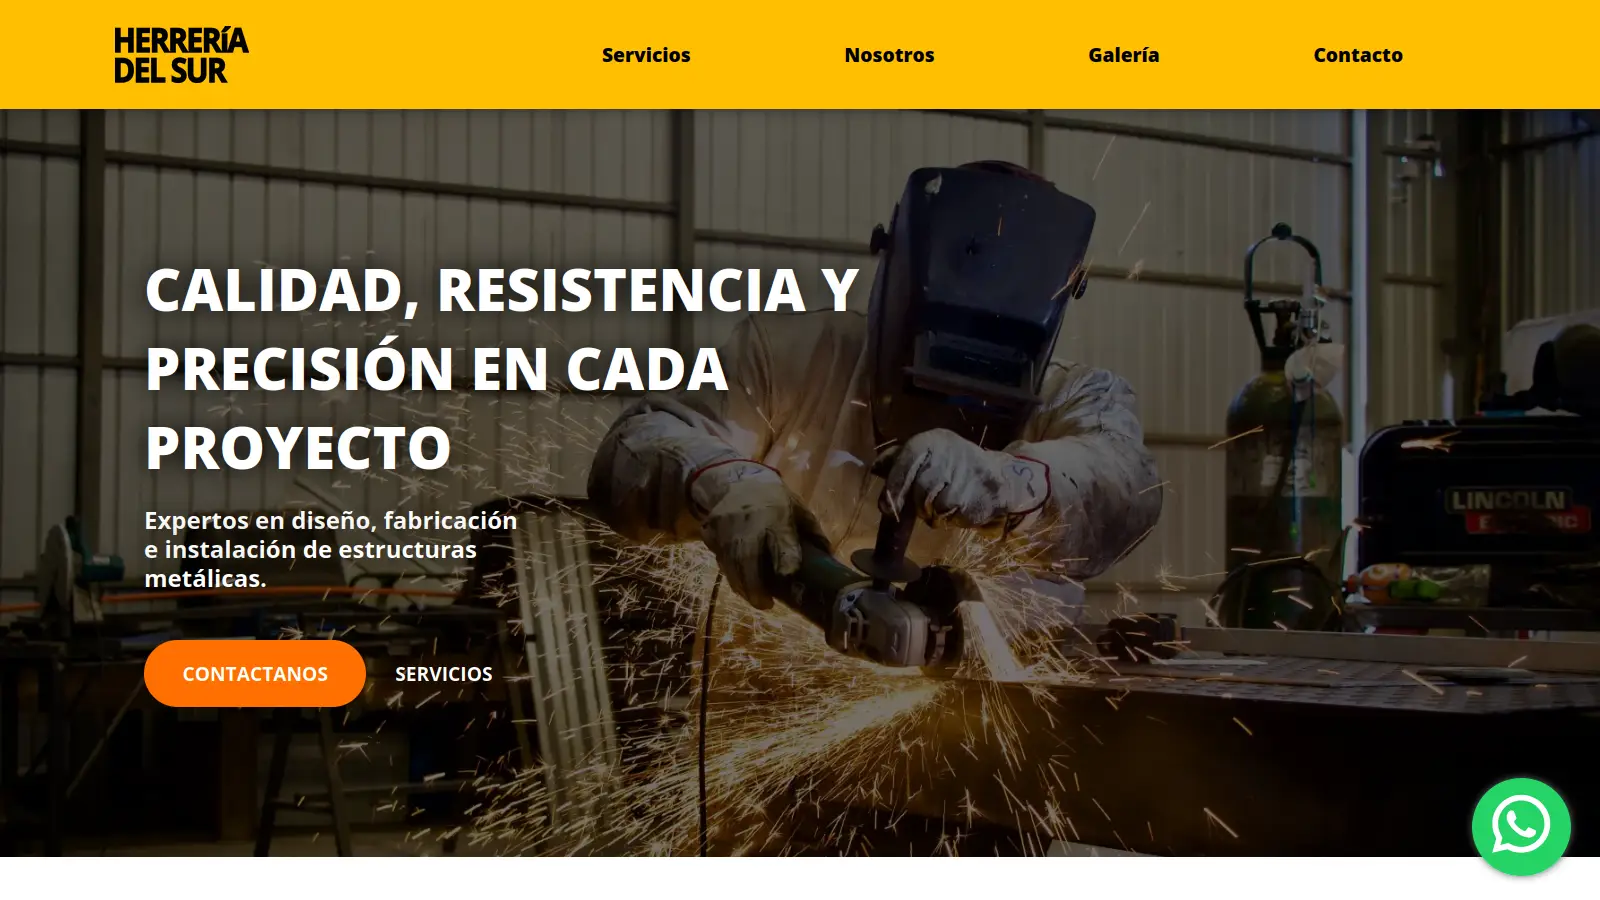 HERRERÍA
DEL SUR
Servicios
Nosotros
Galería
Contacto
CALIDAD, RESISTENCIA Y
PRECISIÓN EN CADA
PROYECTO
Expertos en diseño, fabricación
e instalación de estructuras
metálicas.
CONTACTANOS
SERVICIOS
LINCOLN
ELECTRIC